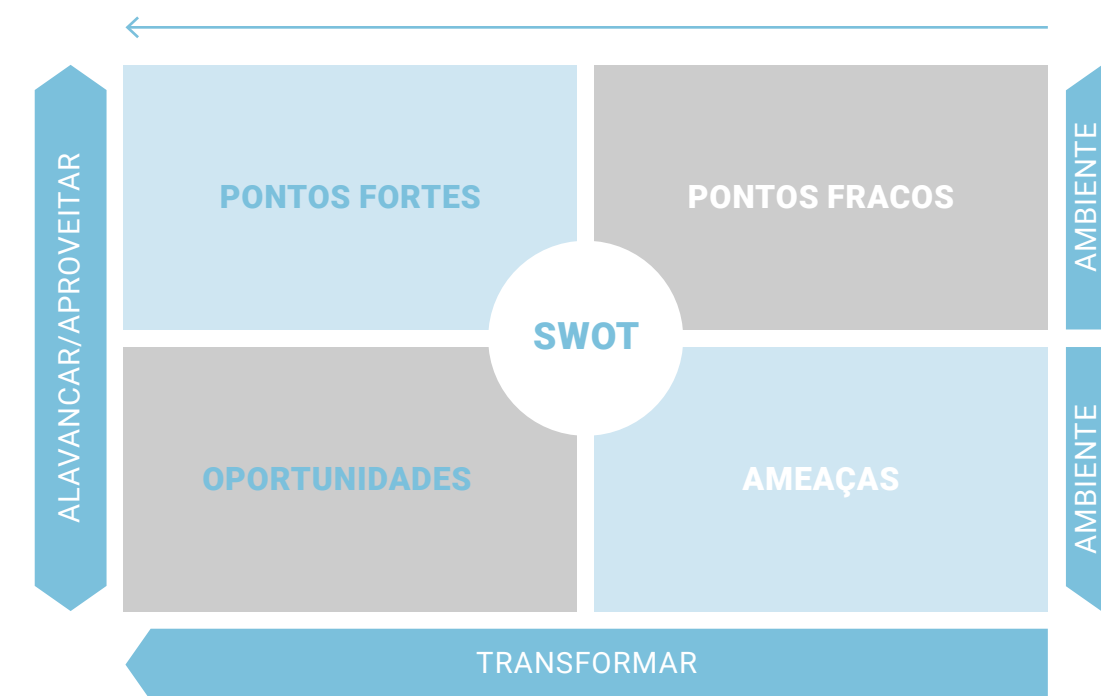 PONTOS FORTES
PONTOS FRACOS
ALAVANCAR/APROVEITAR
AMBIENTE
SWOT
OPORTUNIDADES
AMEAÇAS
AMBIENTE
TRANSFORMAR